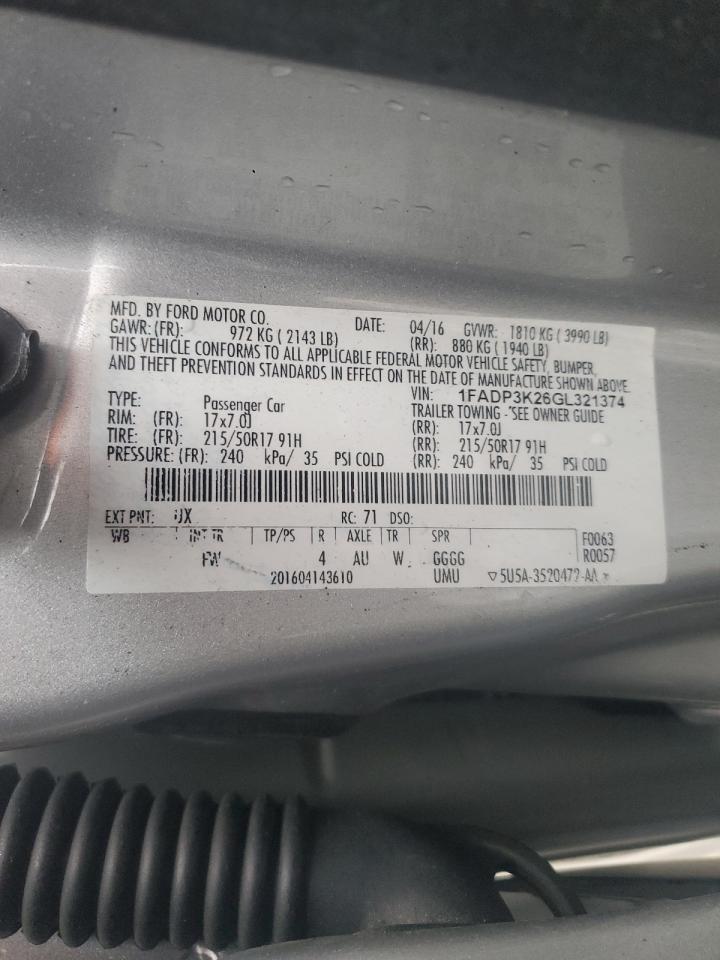 MFD. BY FORD MOTOR CO.
DATE: 04/16 GVWR: 1810 KG ( 3990 LB)
GAWR: (FR): 972 KG ( 2143 LB) (RR): 880 KG ( 1940 LB)
THIS VEHICLE CONFORMS TO ALL APPLICABLE FEDERAL MOTOR VEHICLE SAFETY, BUMPER,
AND THEFT PREVENTION STANDARDS IN EFFECT ON THE DATE OF MANUFACTURE SHOWN ABOVE.
VIN: 1FADP3K26GL321374
TYPE: Passenger Car TRAILER TOWING - *SEE OWNER GUIDE
RIM: (FR): 17x7.0J (RR): 17x7.0J
TIRE: (FR): 215/50R17 91H (RR): 215/50R17 91H
PRESSURE: (FR): 240 kPa/ 35 PSI COLD (RR): 240 kPa/ 35 PSI COLD
EXT PNT: UX RC: 71 DSO:
WB INT TR TP/PS R AXLE TR SPR F0063
FW 4 AU W GGGG R0057
201604143610 UMU ▽ 5U5A-3520472-AA